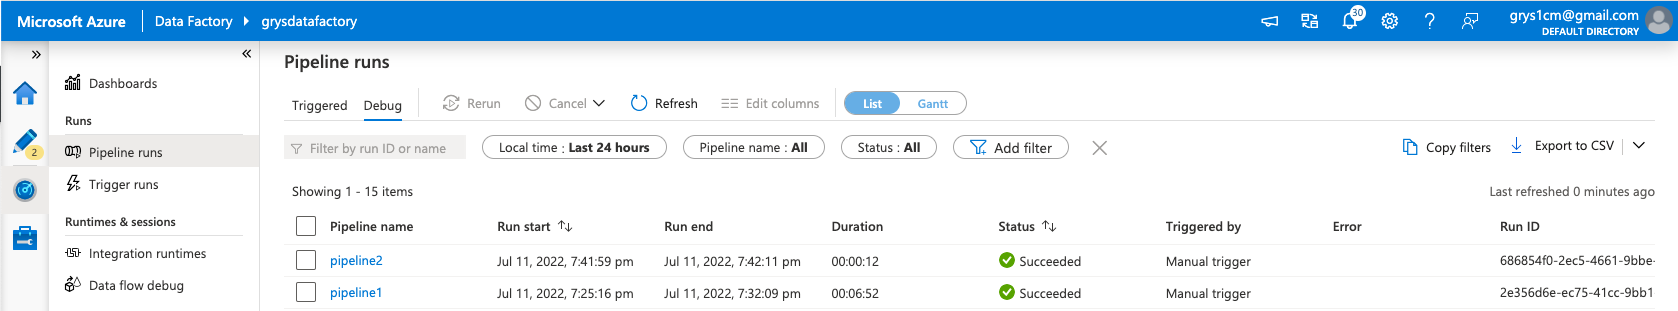 Microsoft Azure Data Factory grysdatafactory 30 ? grys1cm@gmail.com
DEFAULT DIRECTORY
» «
Dashboards
Runs
2 Pipeline runs
Trigger runs
Runtimes & sessions
Integration runtimes
Data flow debug
Pipeline runs
Triggered Debug Rerun Cancel Refresh Edit columns List Gantt
Filter by run ID or name Local time : Last 24 hours Pipeline name : All Status : All Add filter Copy filters Export to CSV
Showing 1 - 15 items Last refreshed 0 minutes ago
Pipeline name Run start Run end Duration Status Triggered by Error Run ID
pipeline2 Jul 11, 2022, 7:41:59 pm Jul 11, 2022, 7:42:11 pm 00:00:12 Succeeded Manual trigger 686854f0-2ec5-4661-9bbe-
pipeline1 Jul 11, 2022, 7:25:16 pm Jul 11, 2022, 7:32:09 pm 00:06:52 Succeeded Manual trigger 2e356d6e-ec75-41cc-9bb1